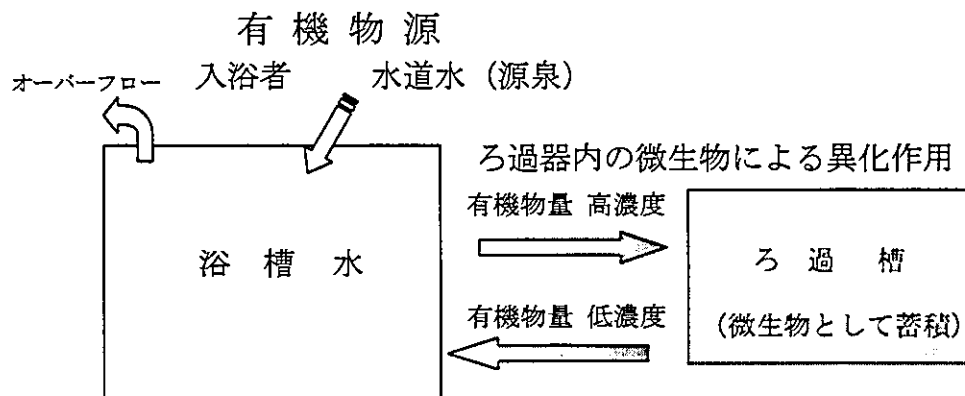 有機物源
オーバーフロー 入浴者 水道水（源泉）
ろ過器内の微生物による異化作用
有機物量 高濃度
浴槽水
ろ過槽
有機物量 低濃度
（微生物として蓄積）